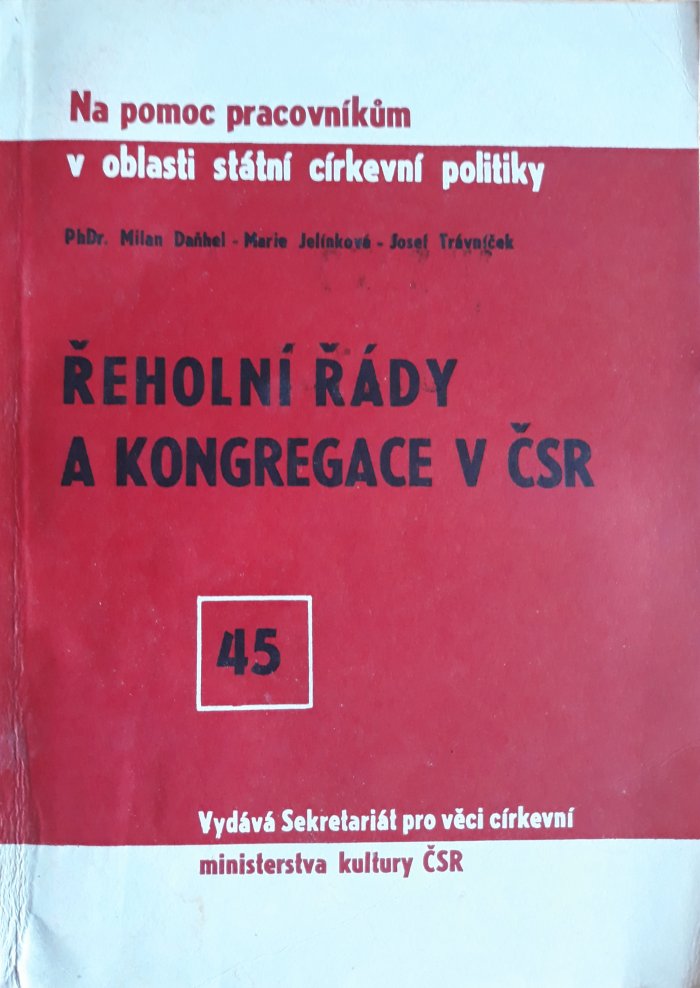 Na pomoc pracovníkům
v oblasti státní církevní politiky
PhDr. Milan Daňhel - Marie Jelínková - Josef Trávníček
ŘEHOLNÍ ŘÁDY
A KONGREGACE V ČSR
45
Vydává Sekretariát pro věci církevní
ministerstva kultury ČSR